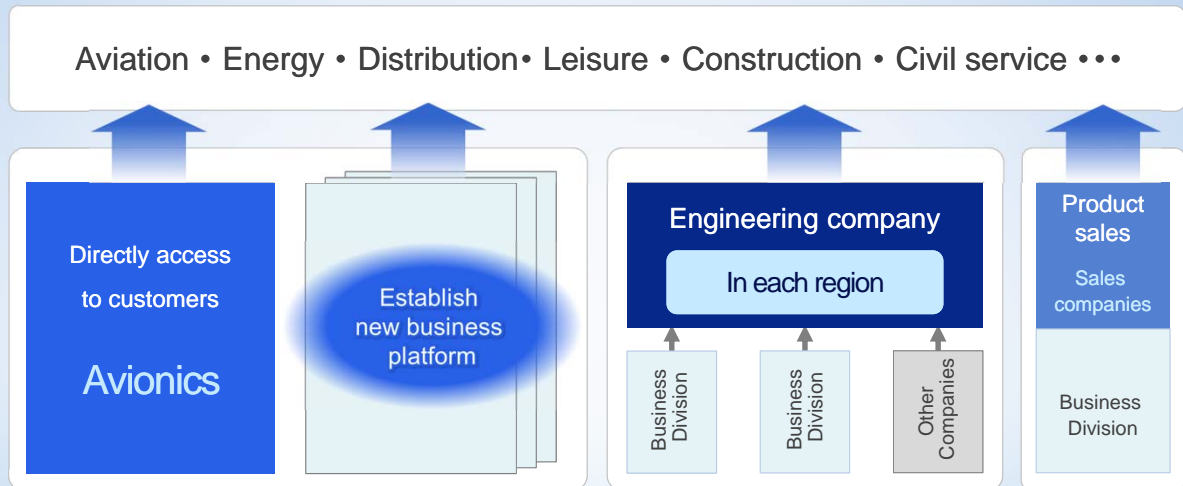 Aviation • Energy • Distribution• Leisure • Construction • Civil service •••
Directly access
to customers
Avionics
Establish
new business
platform
Engineering company
In each region
Business
Division
Business
Division
Other
Companies
Product
sales
Sales
companies
Business
Division